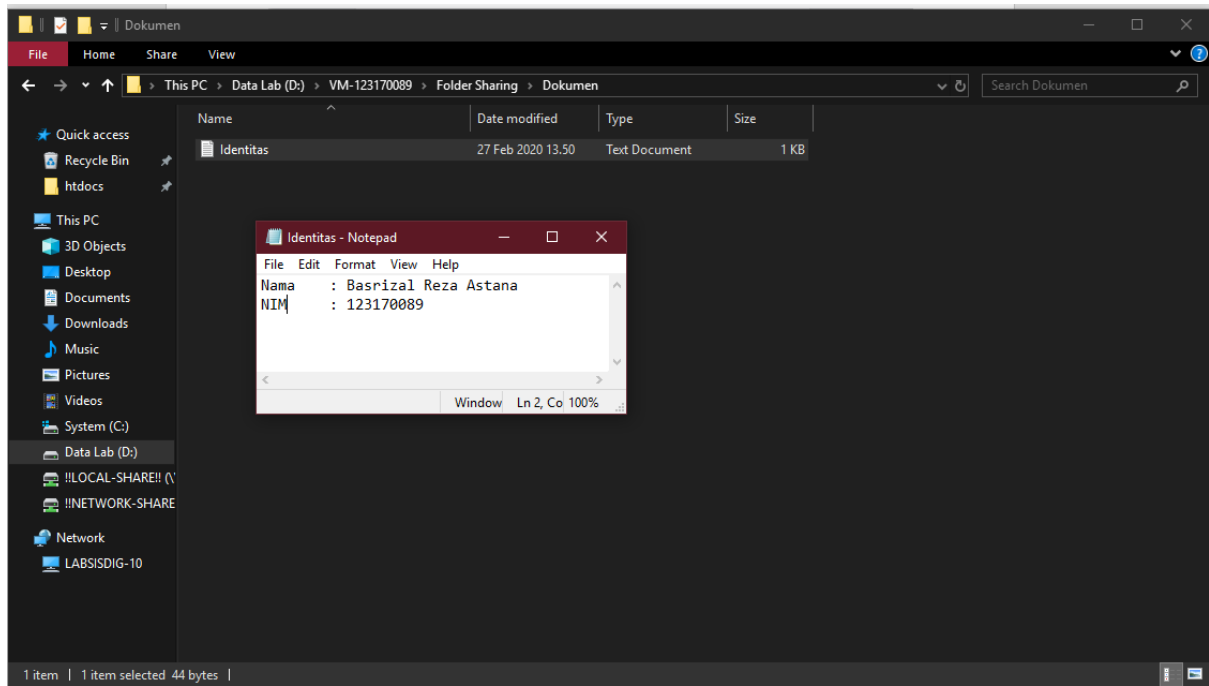 Dokumen
File Home Share View
This PC > Data Lab (D:) > VM-123170089 > Folder Sharing > Dokumen
Search Dokumen
Name Date modified Type Size
Identitas 27 Feb 2020 13.50 Text Document 1 KB
Quick access
Recycle Bin
htdocs
This PC
3D Objects
Desktop
Documents
Downloads
Music
Pictures
Videos
System (C:)
Data Lab (D:)
!!LOCAL-SHARE!! (\'
!!NETWORK-SHARE
Network
LABSISDIG-10
Identitas - Notepad
File Edit Format View Help
Nama : Basrizal Reza Astana
NIM : 123170089
Window Ln 2, Co 100%
1 item 1 item selected 44 bytes